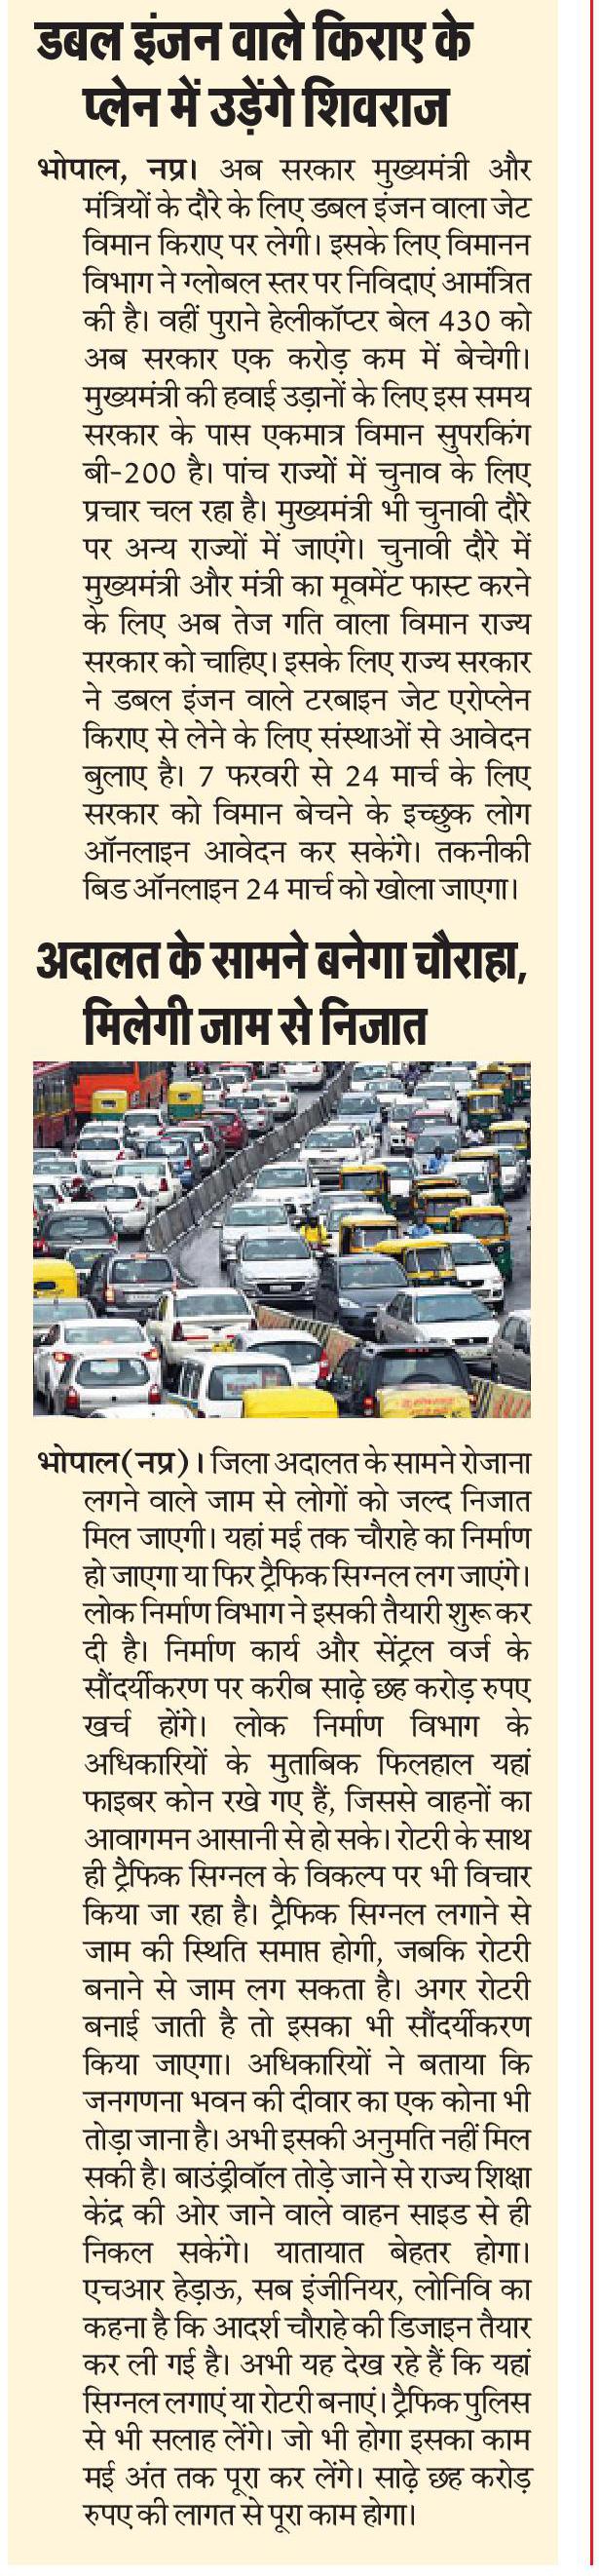 डबल इंजन वाले किराए के
प्लेन में उड़ेंगे शिवराज
भोपाल, नप्र। अब सरकार मुख्यमंत्री और
मंत्रियों के दौरे के लिए डबल इंजन वाला जेट
विमान किराए पर लेगी। इसके लिए विमानन
विभाग ने ग्लोबल स्तर पर निविदाएं आमंत्रित
की है। वहीं पुराने हेलीकॉप्टर बेल 430 को
अब सरकार एक करोड़ कम में बेचेगी।
मुख्यमंत्री की हवाई उड़ानों के लिए इस समय
सरकार के पास एकमात्र विमान सुपरकिंग
बी-200 है। पांच राज्यों में चुनाव के लिए
प्रचार चल रहा है। मुख्यमंत्री भी चुनावी दौरे
पर अन्य राज्यों में जाएंगे। चुनावी दौरे में
मुख्यमंत्री और मंत्री का मूवमेंट फास्ट करने
के लिए अब तेज गति वाला विमान राज्य
सरकार को चाहिए। इसके लिए राज्य सरकार
ने डबल इंजन वाले टरबाइन जेट एरोप्लेन
किराए से लेने के लिए संस्थाओं से आवेदन
बुलाए है। 7 फरवरी से 24 मार्च के लिए
सरकार को विमान बेचने के इच्छुक लोग
ऑनलाइन आवेदन कर सकेंगे। तकनीकी
बिड ऑनलाइन 24 मार्च को खोला जाएगा।
अदालत के सामने बनेगा चौराहा,
मिलेगी जाम से निजात
भोपाल(नप्र)। जिला अदालत के सामने रोजाना
लगने वाले जाम से लोगों को जल्द निजात
मिल जाएगी। यहां मई तक चौराहे का निर्माण
हो जाएगा या फिर ट्रैफिक सिग्नल लग जाएंगे।
लोक निर्माण विभाग ने इसकी तैयारी शुरू कर
दी है। निर्माण कार्य और सेंट्रल वर्ज के
सौंदर्यीकरण पर करीब साढ़े छह करोड़ रुपए
खर्च होंगे। लोक निर्माण विभाग के
अधिकारियों के मुताबिक फिलहाल यहां
फाइबर कोन रखे गए हैं, जिससे वाहनों का
आवागमन आसानी से हो सके। रोटरी के साथ
ही ट्रैफिक सिग्नल के विकल्प पर भी विचार
किया जा रहा है। ट्रैफिक सिग्नल लगाने से
जाम की स्थिति समाप्त होगी, जबकि रोटरी
बनाने से जाम लग सकता है। अगर रोटरी
बनाई जाती है तो इसका भी सौंदर्यीकरण
किया जाएगा। अधिकारियों ने बताया कि
जनगणना भवन की दीवार का एक कोना भी
तोड़ा जाना है। अभी इसकी अनुमति नहीं मिल
सकी है। बाउंड्रीवॉल तोड़े जाने से राज्य शिक्षा
केंद्र की ओर जाने वाले वाहन साइड से ही
निकल सकेंगे। यातायात बेहतर होगा।
एचआर हेड़ाऊ, सब इंजीनियर, लोनिवि का
कहना है कि आदर्श चौराहे की डिजाइन तैयार
कर ली गई है। अभी यह देख रहे हैं कि यहां
सिग्नल लगाएं या रोटरी बनाएं। ट्रैफिक पुलिस
से भी सलाह लेंगे। जो भी होगा इसका काम
मई अंत तक पूरा कर लेंगे। साढ़े छह करोड़
रुपए की लागत से पूरा काम होगा।